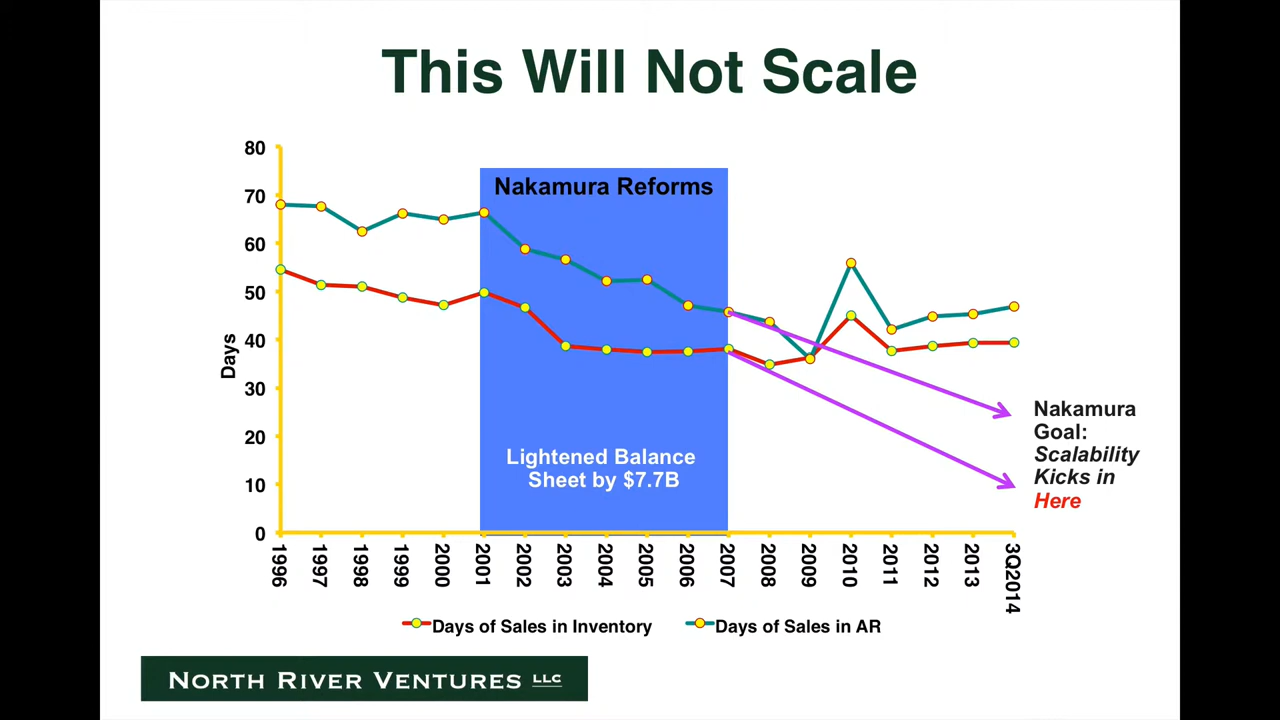 This Will Not Scale
80
70
60
50
40
30
20
10
0
Days
Nakamura Reforms
Lightened Balance
Sheet by $7.7B
Nakamura
Goal:
Scalability
Kicks in
Here
1996
1997
1998
1999
2000
2001
2002
2003
2004
2005
2006
2007
2008
2009
2010
2011
2012
2013
3Q2014
Days of Sales in Inventory
Days of Sales in AR
NORTH RIVER VENTURES LLC